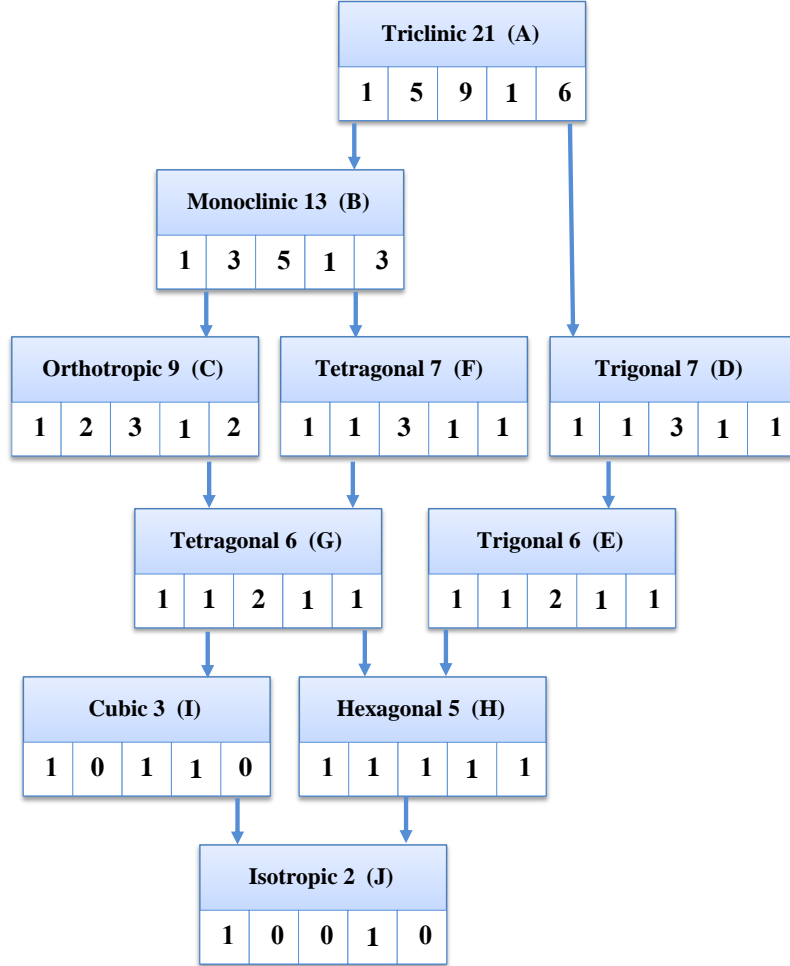 Triclinic 21 (A)
1 5 9 1 6
Monoclinic 13 (B)
1 3 5 1 3
Orthotropic 9 (C)
1 2 3 1 2
Tetragonal 7 (F)
1 1 3 1 1
Trigonal 7 (D)
1 1 3 1 1
Tetragonal 6 (G)
1 1 2 1 1
Trigonal 6 (E)
1 1 2 1 1
Cubic 3 (I)
1 0 1 1 0
Hexagonal 5 (H)
1 1 1 1 1
Isotropic 2 (J)
1 0 0 1 0